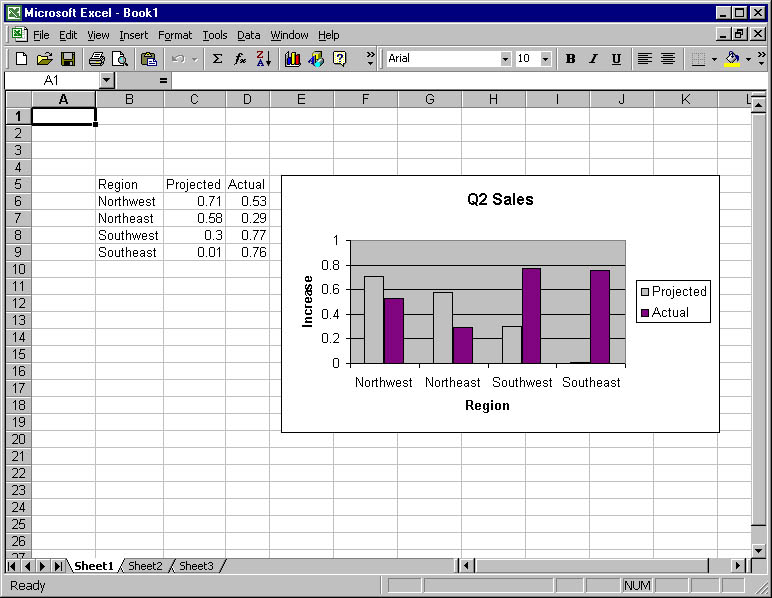 Microsoft Excel - Book1
File Edit View Insert Format Tools Data Window Help
Arial 10 B I U
A1 =
A B C D E F G H I J K L
1
2
3
4
5 Region Projected Actual
6 Northwest 0.71 0.53
7 Northeast 0.58 0.29
8 Southwest 0.3 0.77
9 Southeast 0.01 0.76
10
11
12
13
14
15
16
17
18
19
20
21
22
23
24
25
26
27
Q2 Sales
Increase
1
0.8
0.6
0.4
0.2
0
Northwest Northeast Southwest Southeast
Region
Projected
Actual
Sheet1 Sheet2 Sheet3
Ready NUM